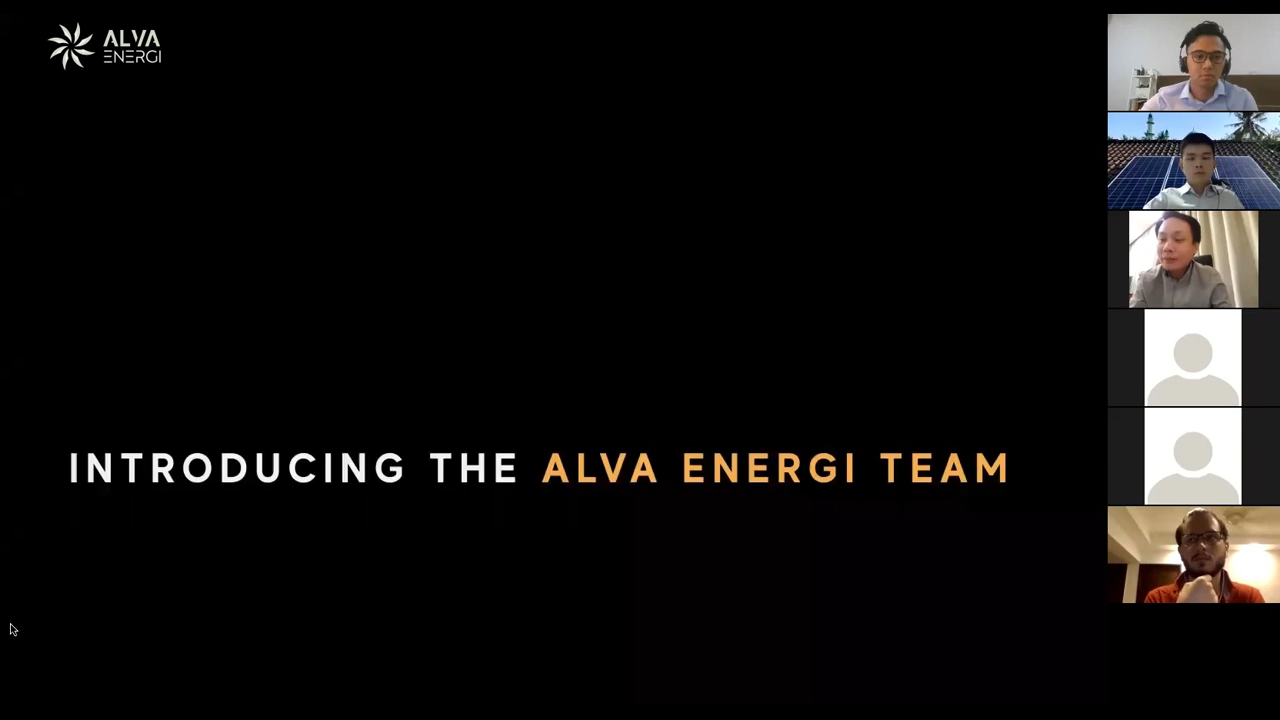 ALVA
ENERGI
INTRODUCING THE ALVA ENERGI TEAM